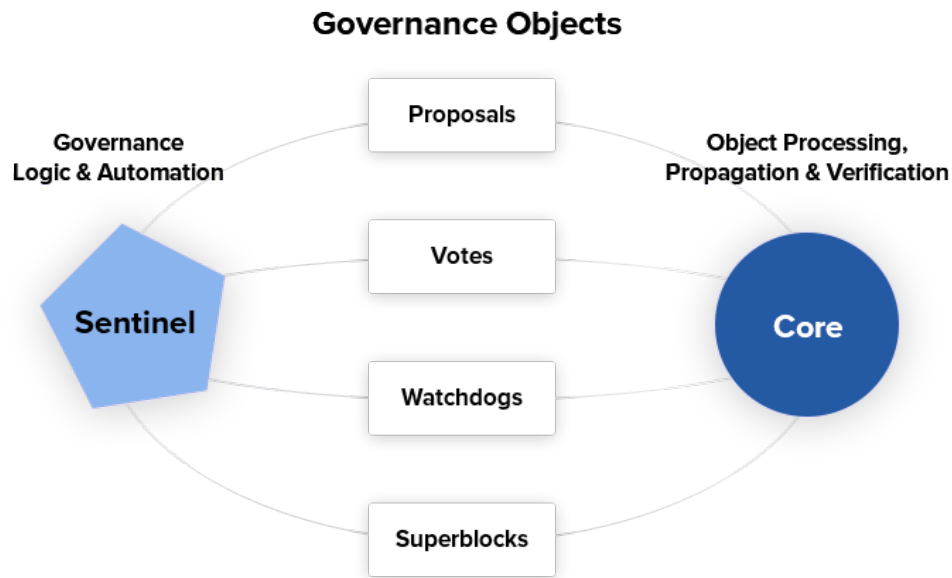 Governance Objects
Proposals
Governance
Logic & Automation
Object Processing,
Propagation & Verification
Votes
Sentinel
Core
Watchdogs
Superblocks